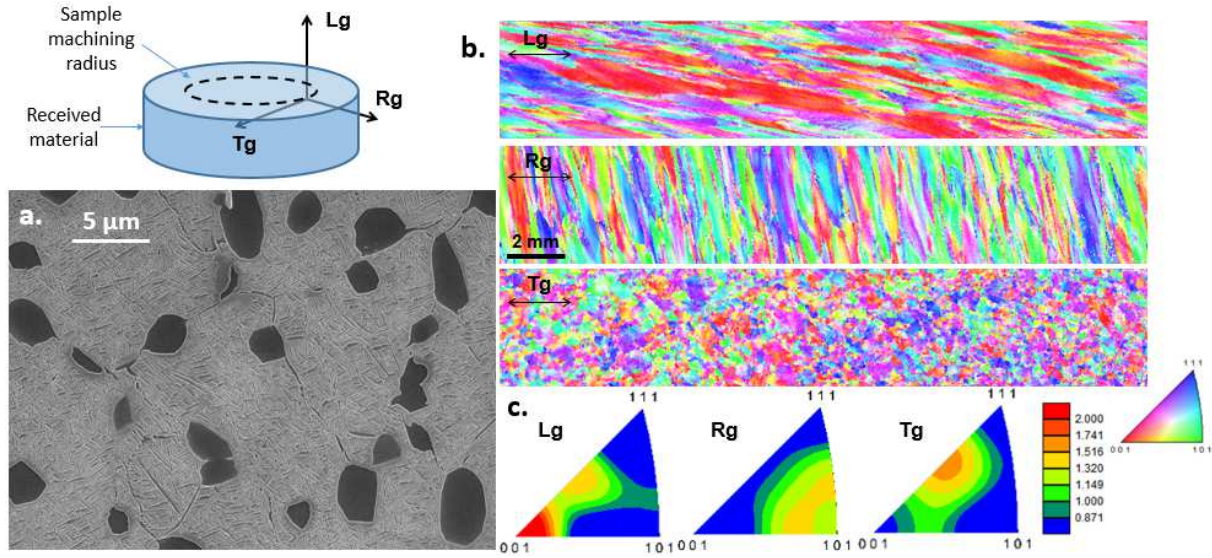 Sample
machining
radius
Received
material
Lg
Rg
Tg
a.
5 µm
b.
Lg
Rg
2 mm
Tg
c.
1 1 1
Lg
0 0 1
1 0 1
1 1 1
Rg
0 0 1
1 0 1
1 1 1
Tg
0 0 1
1 0 1
2.000
1.741
1.516
1.320
1.149
1.000
0.871
1 1 1
0 0 1
1 0 1